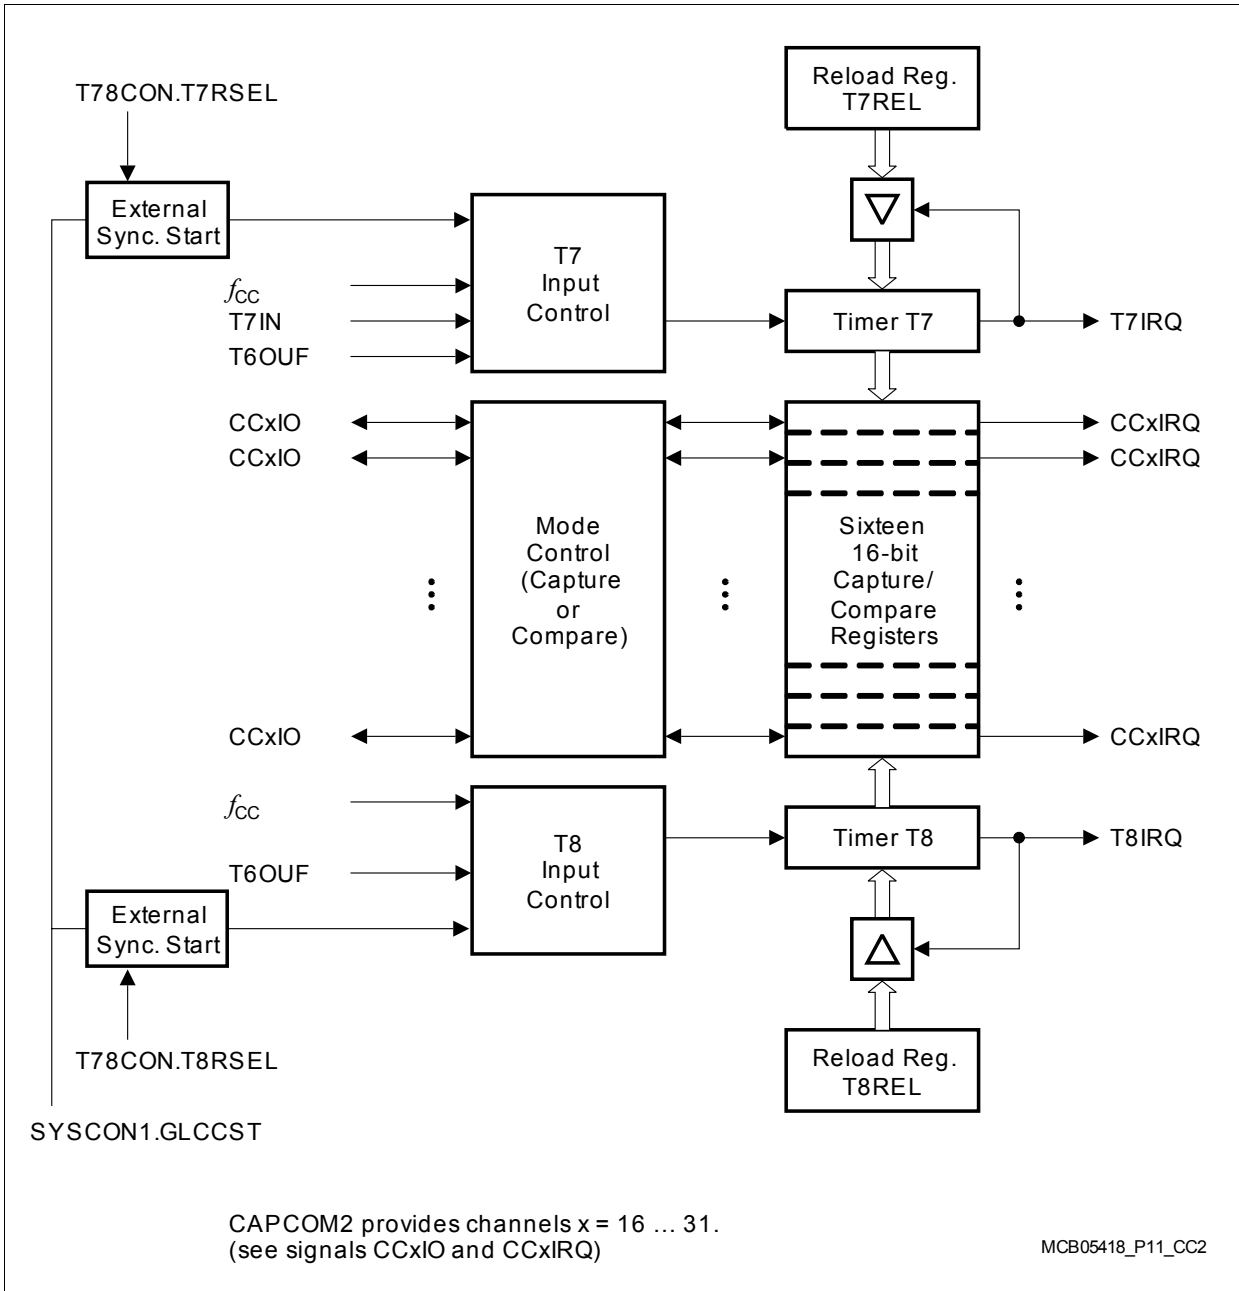 Reload Reg.
T7REL
T78CON.T7RSEL
External
Sync. Start
T7
Input
Control
fCC
T7IN
T6OUF
Timer T7
T7IRQ
CCxIO
CCxIRQ
CCxIO
CCxIRQ
Mode
Control
(Capture
or
Compare)
Sixteen
16-bit
Capture/
Compare
Registers
CCxIO
CCxIRQ
fCC
T6OUF
T8
Input
Control
Timer T8
T8IRQ
External
Sync. Start
T78CON.T8RSEL
Reload Reg.
T8REL
SYSCON1.GLCCST
CAPCOM2 provides channels x = 16 … 31.
(see signals CCxIO and CCxIRQ)
MCB05418_P11_CC2